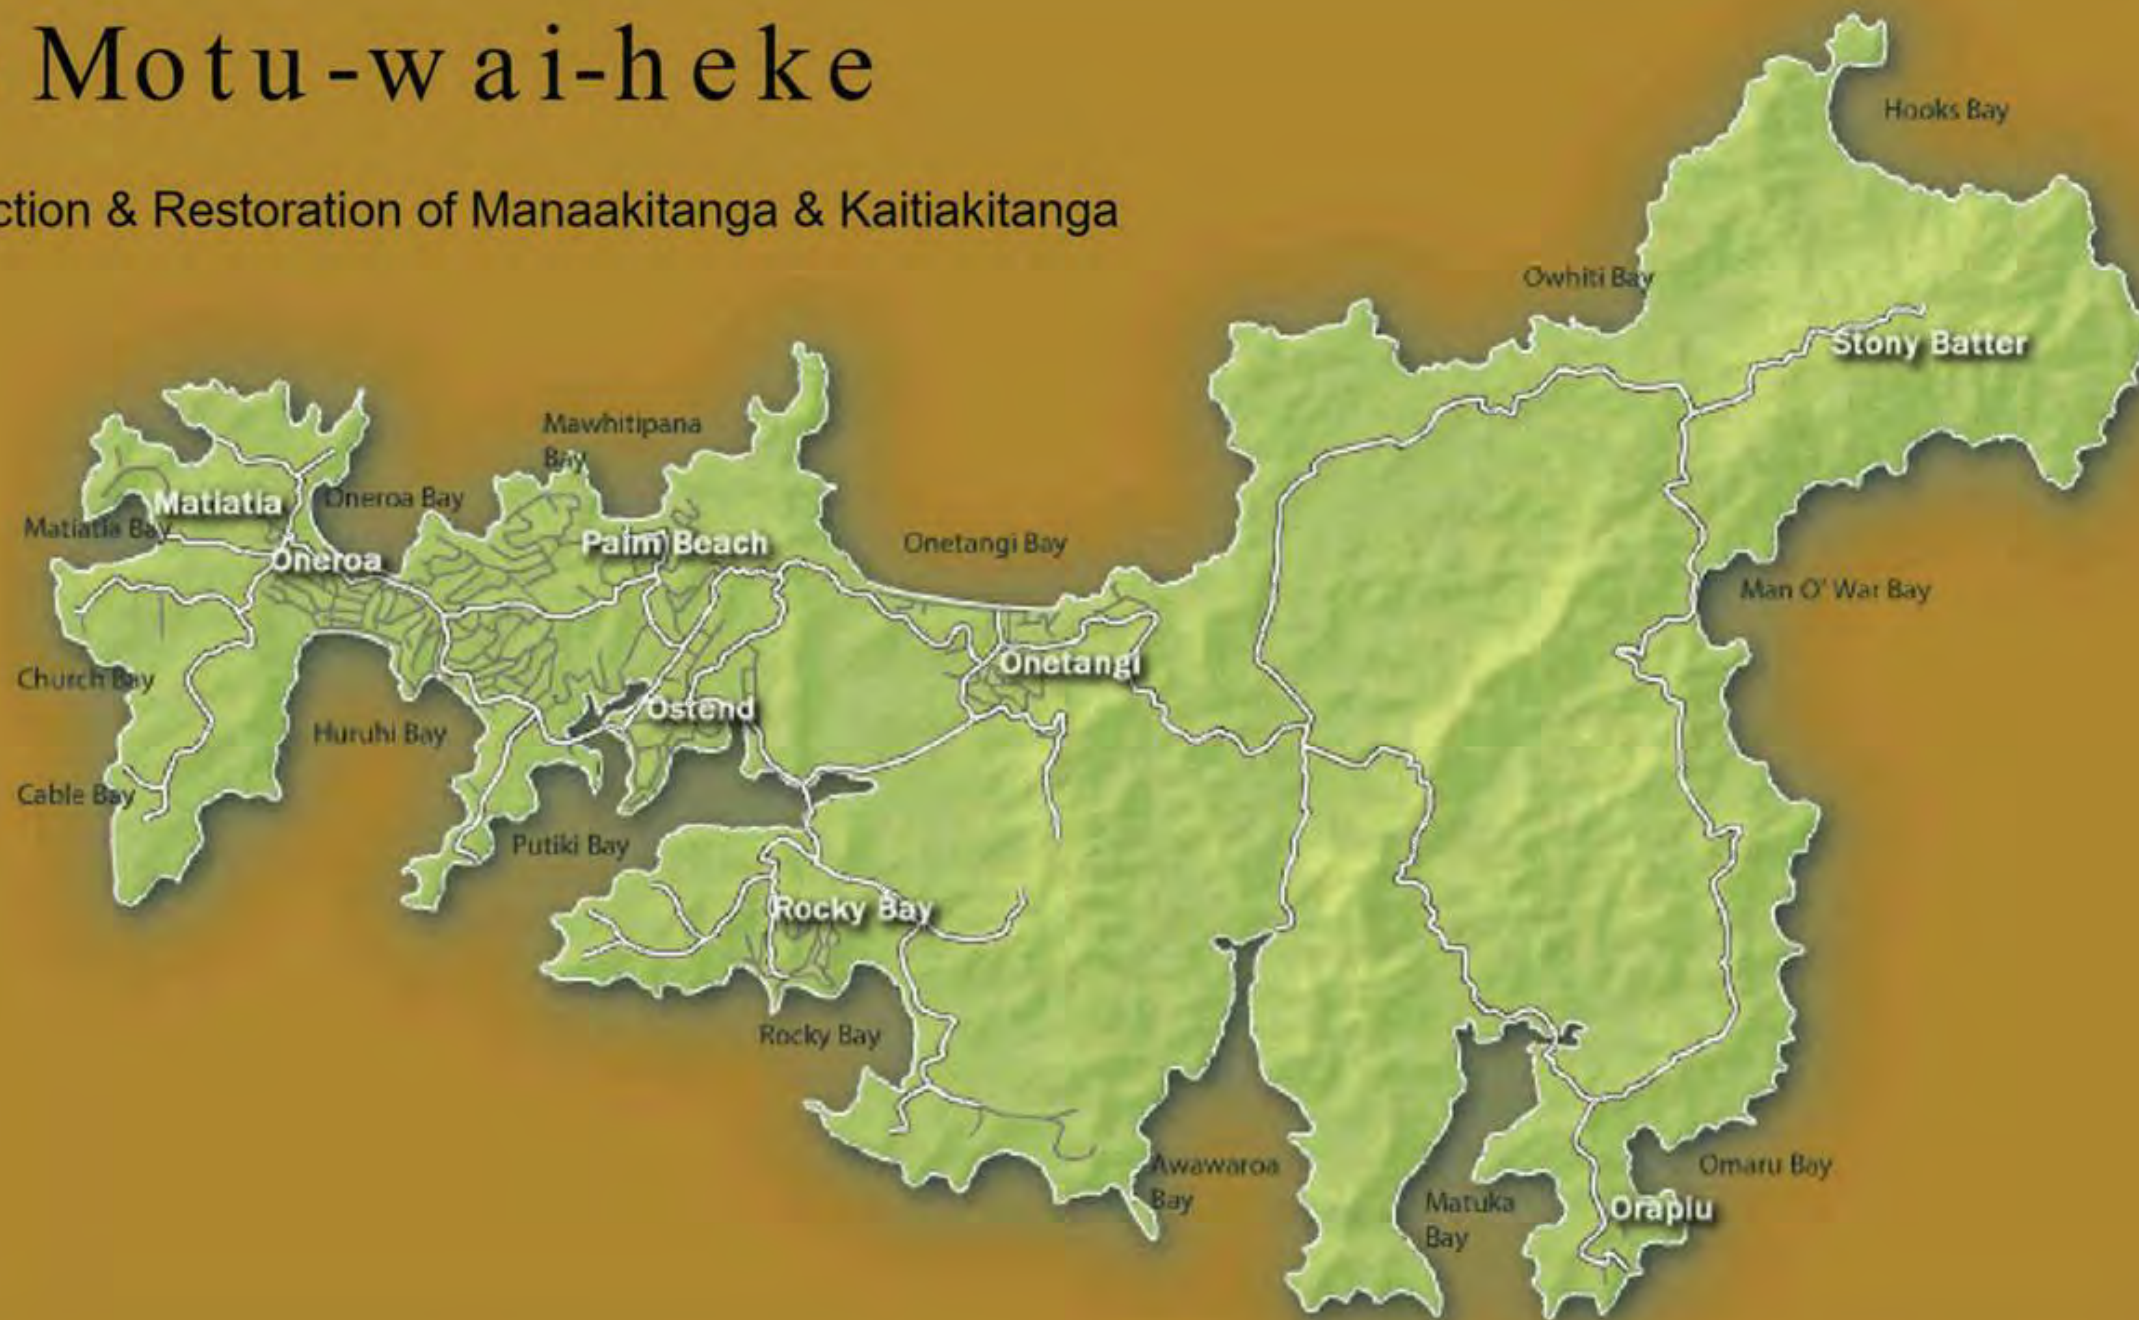 Motu-wai-heke
ction & Restoration of Manaakitanga & Kaitiakitanga
Hooks Bay
Owhiti Bay
Stony Batter
Mawhitipana
Bay
Matiatia
Oneroa Bay
Matiatia Bay
Oneroa
Palm Beach
Onetangi Bay
Man O' War Bay
Onetangi
Church Bay
Ostend
Huruhi Bay
Cable Bay
Putiki Bay
Rocky Bay
Rocky Bay
Awawaroa
Bay
Matuka
Bay
Omaru Bay
Orapiu